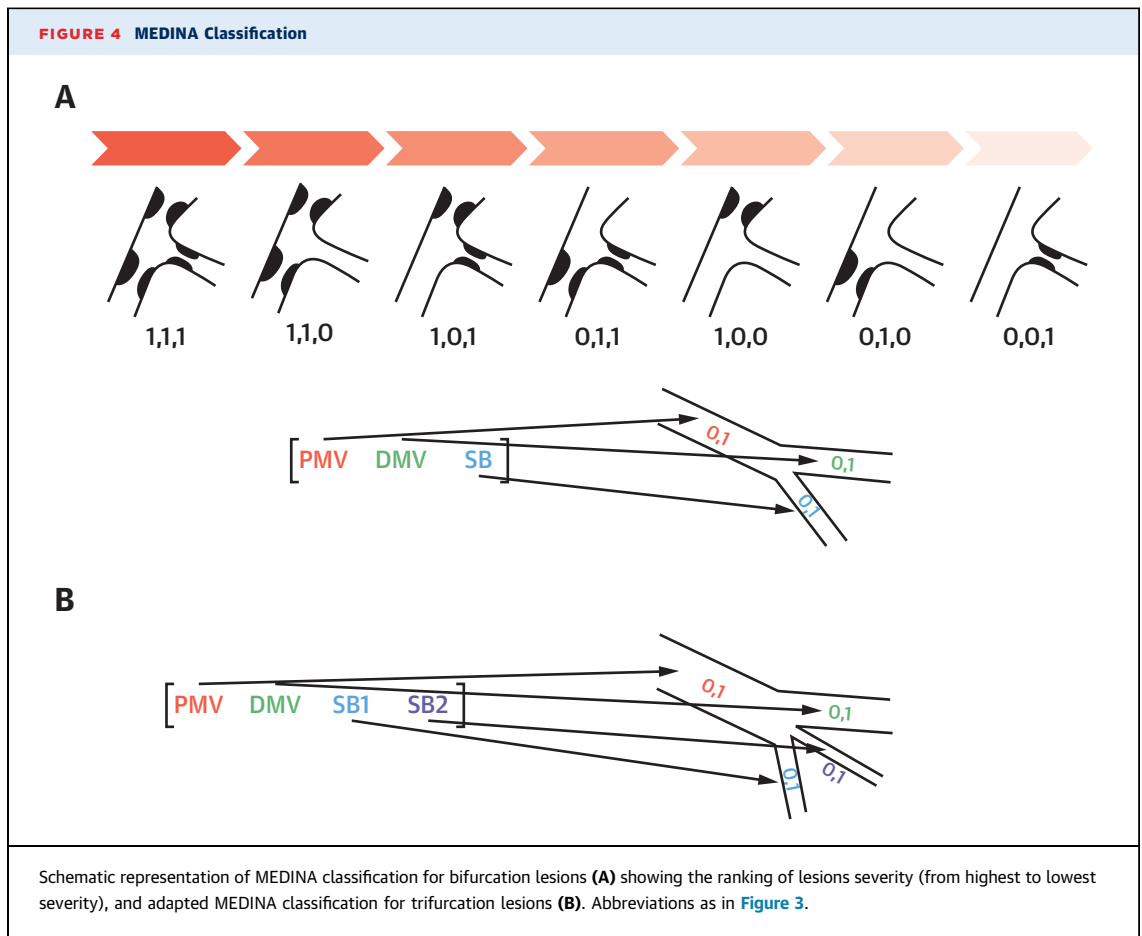 FIGURE 4 MEDINA Classification
A
1,1,1 1,1,0 1,0,1 0,1,1 1,0,0 0,1,0 0,0,1
[PMV DMV SB]
0,1
0,1
0,1
B
[PMV DMV SB1 SB2]
0,1
0,1
0,1
0,1
Schematic representation of MEDINA classification for bifurcation lesions (A) showing the ranking of lesions severity (from highest to lowest
severity), and adapted MEDINA classification for trifurcation lesions (B). Abbreviations as in Figure 3.